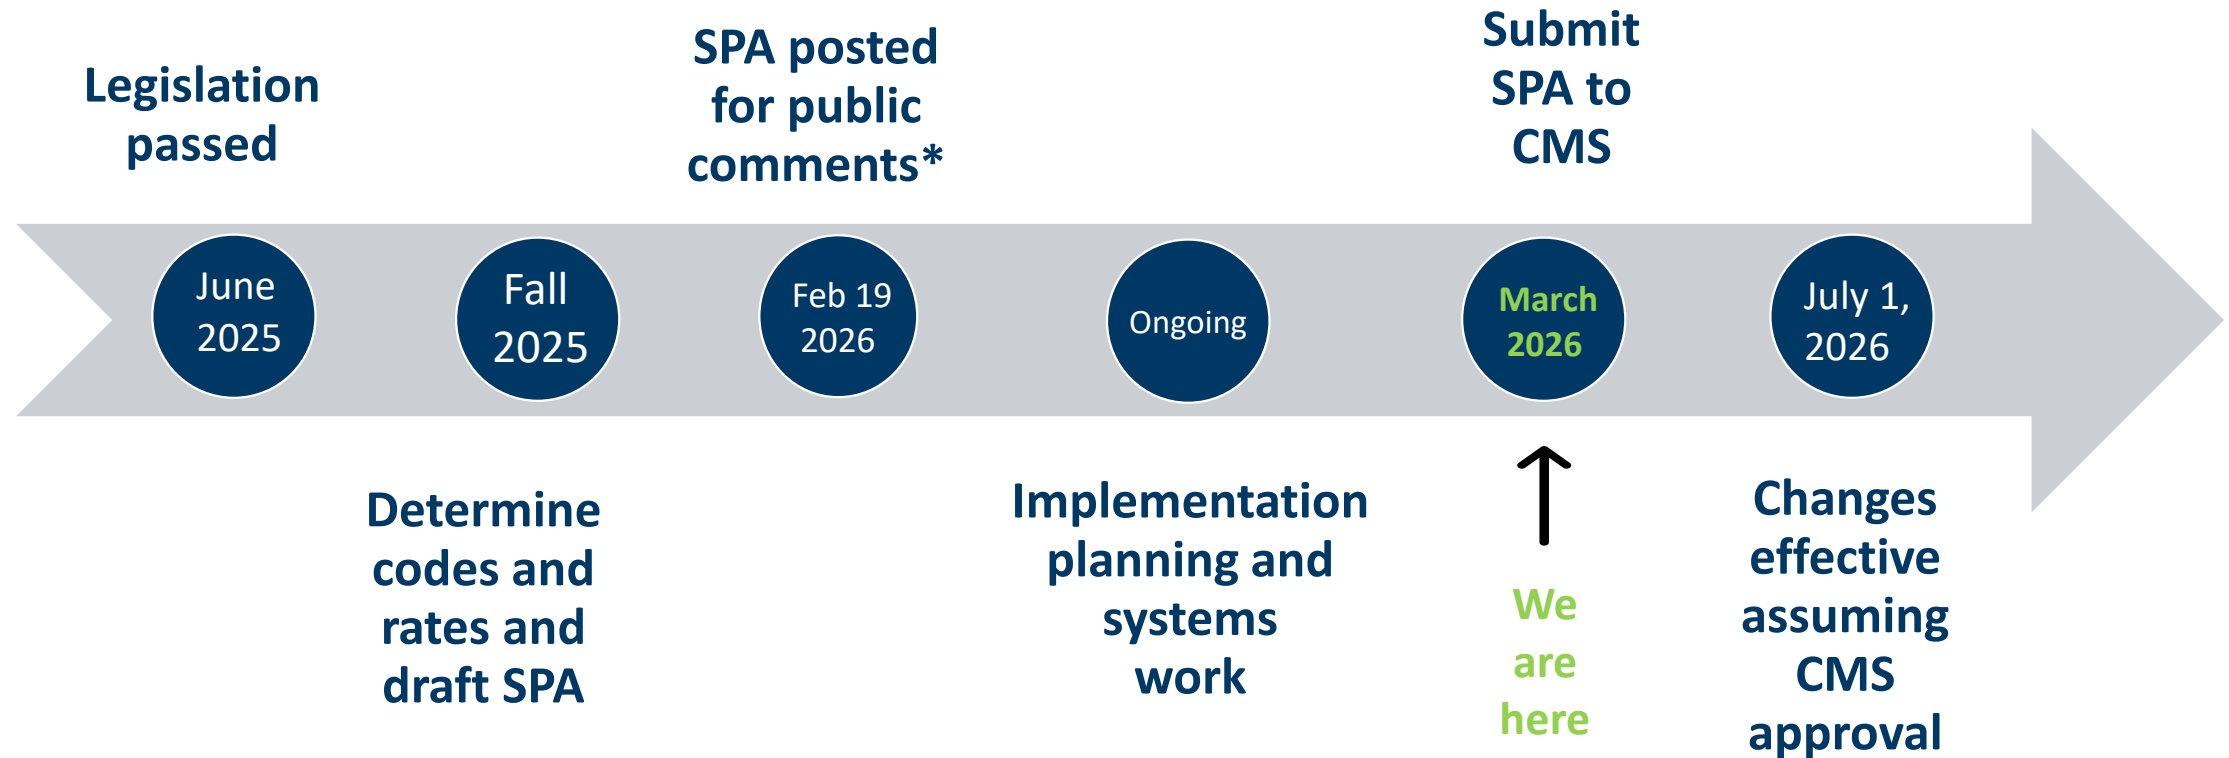 Legislation
passed
June
2025
Fall
2025
Determine
codes and
rates and
draft SPA
SPA posted
for public
comments*
Feb 19
2026
Ongoing
Implementation
planning and
systems
work
Submit
SPA to
CMS
March
2026
We
are
here
July 1,
2026
Changes
effective
assuming
CMS
approval